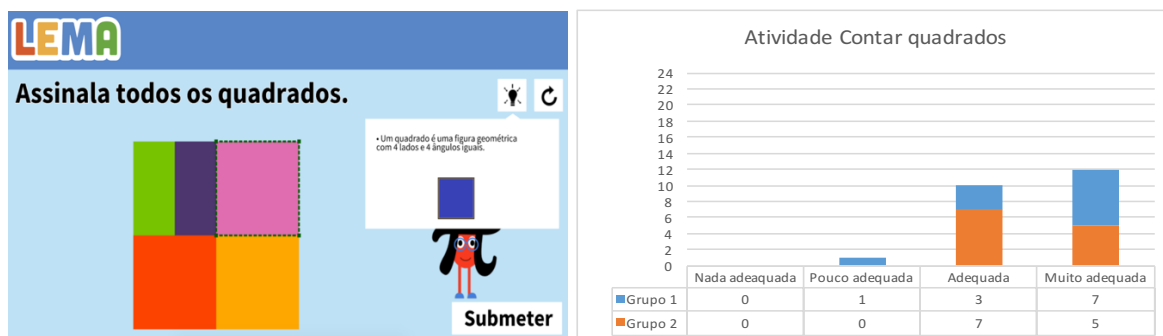 LEMA
Assinala todos os quadrados.
• Um quadrado é uma figura geométrica
com 4 lados e 4 ângulos iguais.
Submeter
Atividade Contar quadrados
24
22
20
18
16
14
12
10
8
6
4
2
0
Nada adeaquada Pouco adequada Adequada Muito adequada
Grupo 1 0 1 3 7
Grupo 2 0 0 7 5